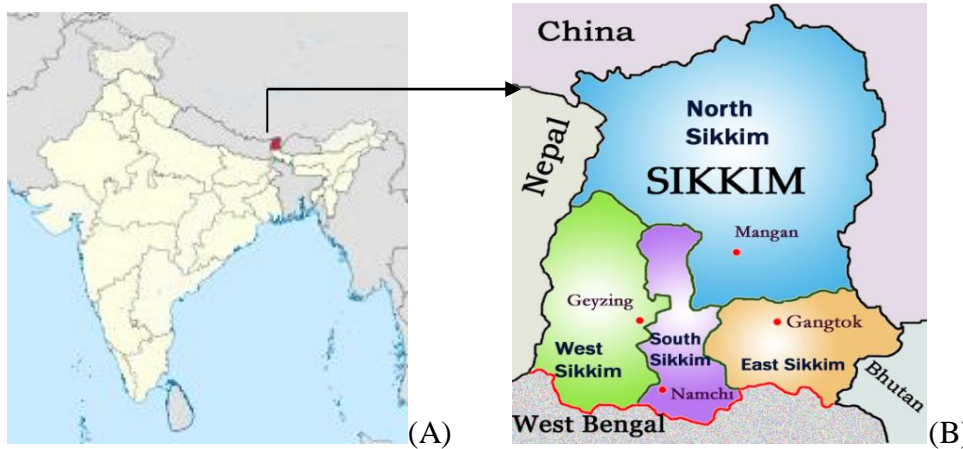 China
North
Sikkim
SIKKIM
Nepal
Mangan
Geyzing
Gangtok
South
Sikkim
West
Sikkim
East Sikkim
Namchi
Bhutan
West Bengal
(A)
(B)